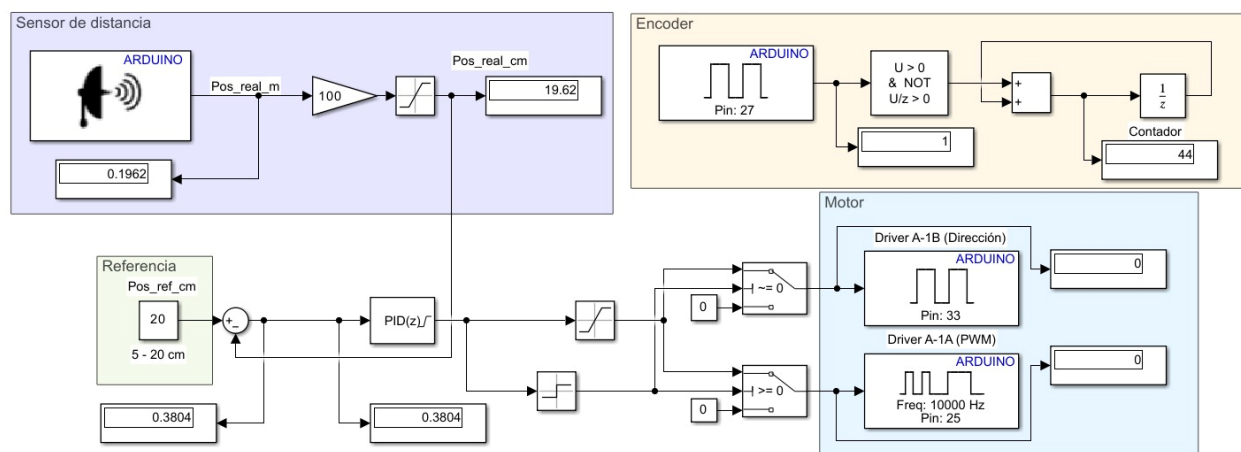 Sensor de distancia
ARDUINO
Pos_real_m
100
Pos_real_cm
19.62
0.1962
Encoder
ARDUINO
Pin: 27
U > 0
& NOT
U/z > 0
+
+
1
z
1
Contador
44
Referencia
Pos_ref_cm
20
5 - 20 cm
+
−
PID(z)
0.3804
0.3804
~= 0
0
>= 0
0
Motor
Driver A-1B (Dirección)
ARDUINO
Pin: 33
0
Driver A-1A (PWM)
ARDUINO
Freq: 10000 Hz
Pin: 25
0